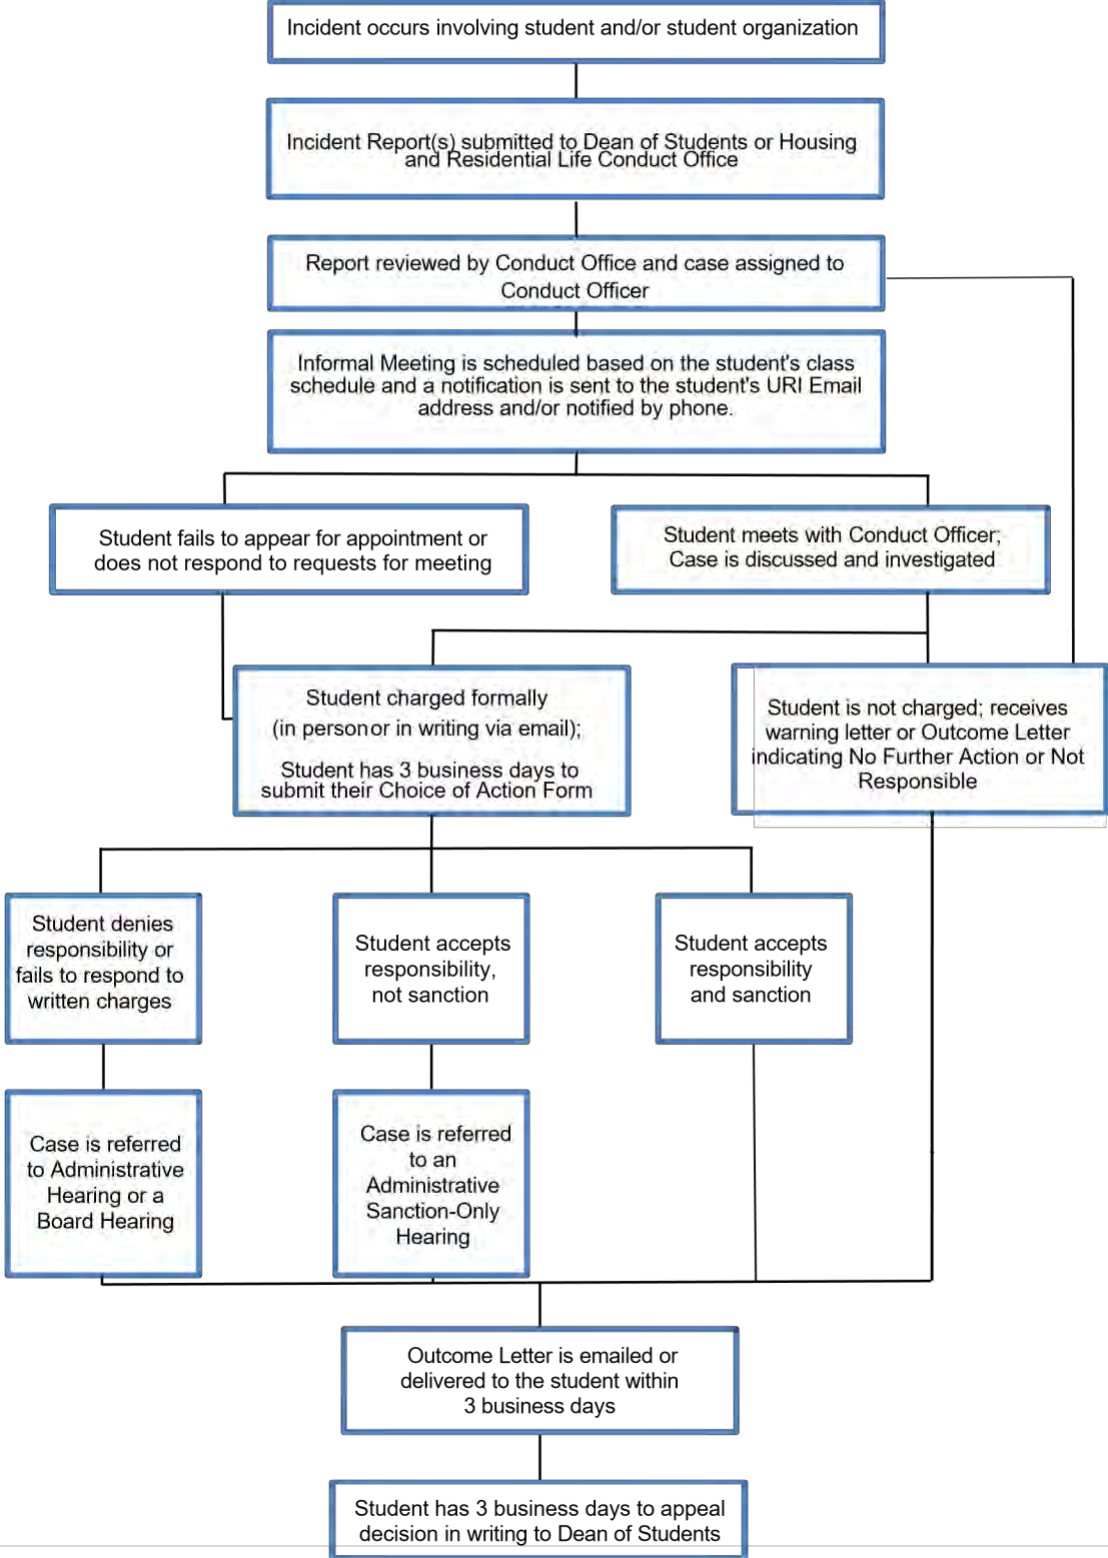 Incident occurs involving student and/or student organization
Incident Report(s) submitted to Dean of Students or Housing
and Residential Life Conduct Office
Report reviewed by Conduct Office and case assigned to
Conduct Officer
Informal Meeting is scheduled based on the student's class
schedule and a notification is sent to the student's URI Email
address and/or notified by phone.
Student fails to appear for appointment or
does not respond to requests for meeting
Student meets with Conduct Officer;
Case is discussed and investigated
Student charged formally
(in person or in writing via email);
Student has 3 business days to
submit their Choice of Action Form
Student is not charged; receives
warning letter or Outcome Letter
indicating No Further Action or Not
Responsible
Student denies
responsibility or
fails to respond to
written charges
Student accepts
responsibility,
not sanction
Student accepts
responsibility
and sanction
Case is referred
to Administrative
Hearing or a
Board Hearing
Case is referred
to an
Administrative
Sanction-Only
Hearing
Outcome Letter is emailed or
delivered to the student within
3 business days
Student has 3 business days to appeal
decision in writing to Dean of Students